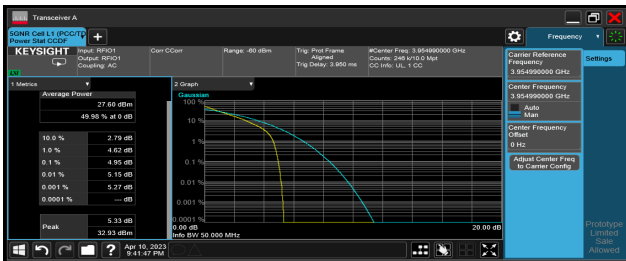 Transceiver A
5GNR Cell L1 (PCC/TD
Power Stat CCDF
Frequency
KEYSIGHT
Input: RFIO1
Output: RFIO1
Coupling: AC
Corr CCorr
Range: -60 dBm
Trig: Prot Frame
Aligned
Trig Delay: 3.950 ms
#Center Freq: 3.954990000 GHz
Counts: 248 k/10.0 Mpt
CC Info: UL, 1 CC
1 Metrics
Average Power
27.60 dBm
49.98 % at 0 dB
10.0 % 2.79 dB
1.0 % 4.62 dB
0.1 % 4.95 dB
0.01 % 5.15 dB
0.001 % 5.27 dB
0.0001 % --- dB
Peak
5.33 dB
32.93 dBm
2 Graph
Gaussian
100 %
10 %
1 %
0.1 %
0.01 %
0.001 %
0.0001 %
0.00 dB
20.00 dB
Info BW 50.000 MHz
Carrier Reference
Frequency
3.954990000 GHz
Center Frequency
3.954990000 GHz
Auto
Man
Center Frequency
Offset
0 Hz
Adjust Center Freq
to Carrier Config
Settings
Prototype
Limited
Sale
Allowed
?
Apr 10, 2023
9:41:47 PM